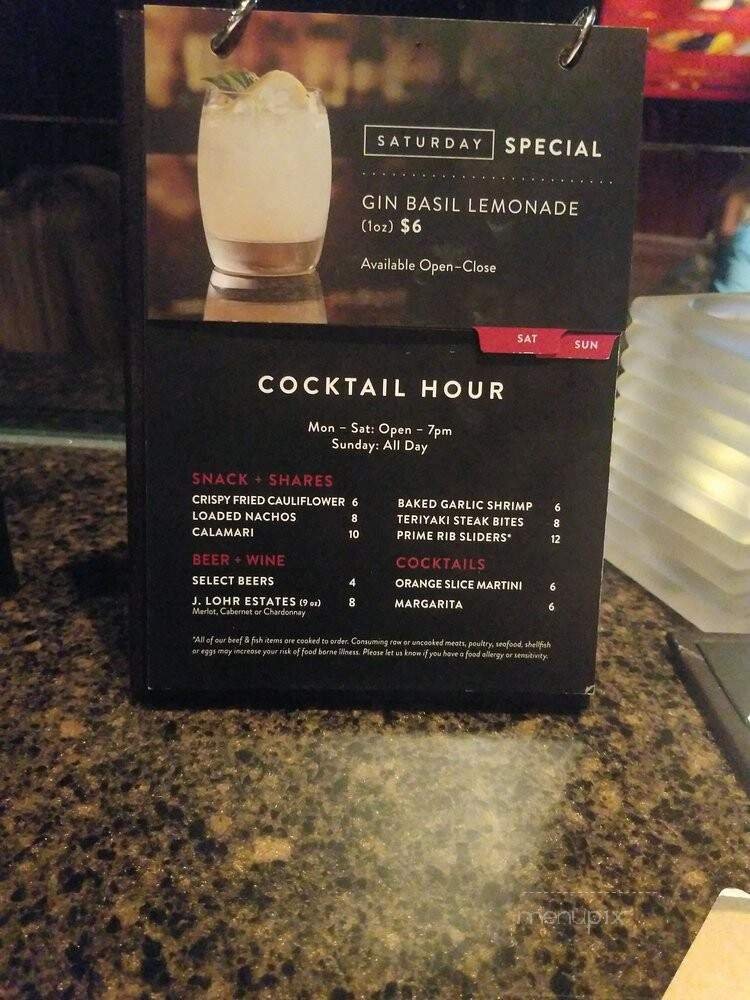 SATURDAY SPECIAL
GIN BASIL LEMONADE
(1oz) $6
Available Open–Close
SAT
SUN
COCKTAIL HOUR
Mon – Sat: Open – 7pm
Sunday: All Day
SNACK + SHARES
CRISPY FRIED CAULIFLOWER 6
LOADED NACHOS 8
CALAMARI 10
BAKED GARLIC SHRIMP 6
TERIYAKI STEAK BITES 8
PRIME RIB SLIDERS* 12
BEER + WINE
SELECT BEERS 4
J. LOHR ESTATES (9 oz) 8
Merlot, Cabernet or Chardonnay
COCKTAILS
ORANGE SLICE MARTINI 6
MARGARITA 6
*All of our beef & fish items are cooked to order. Consuming raw or uncooked meats, poultry, seafood, shellfish
or eggs may increase your risk of food borne illness. Please let us know if you have a food allergy or sensitivity.
menupix